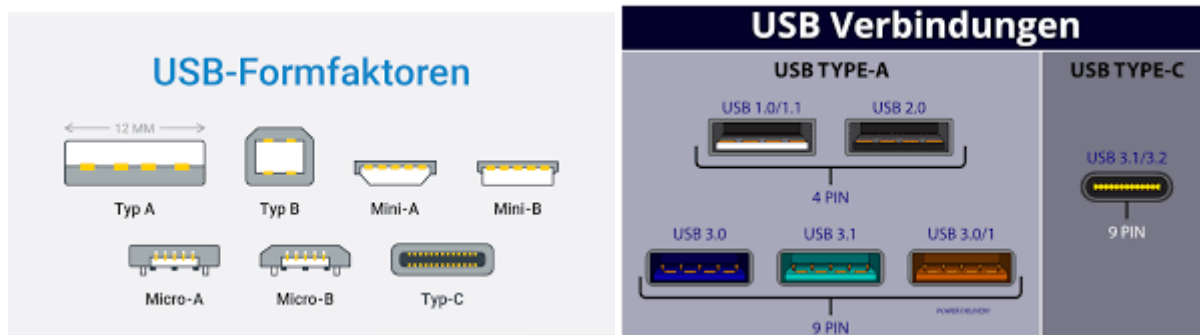 USB-Formfaktoren
12 MM
Typ A
Typ B
Mini-A
Mini-B
Micro-A
Micro-B
Typ-C
USB Verbindungen
USB TYPE-A
USB 1.0/1.1
USB 2.0
4 PIN
USB 3.0
USB 3.1
USB 3.0/1
POWER DELIVERY
9 PIN
USB TYPE-C
USB 3.1/3.2
9 PIN